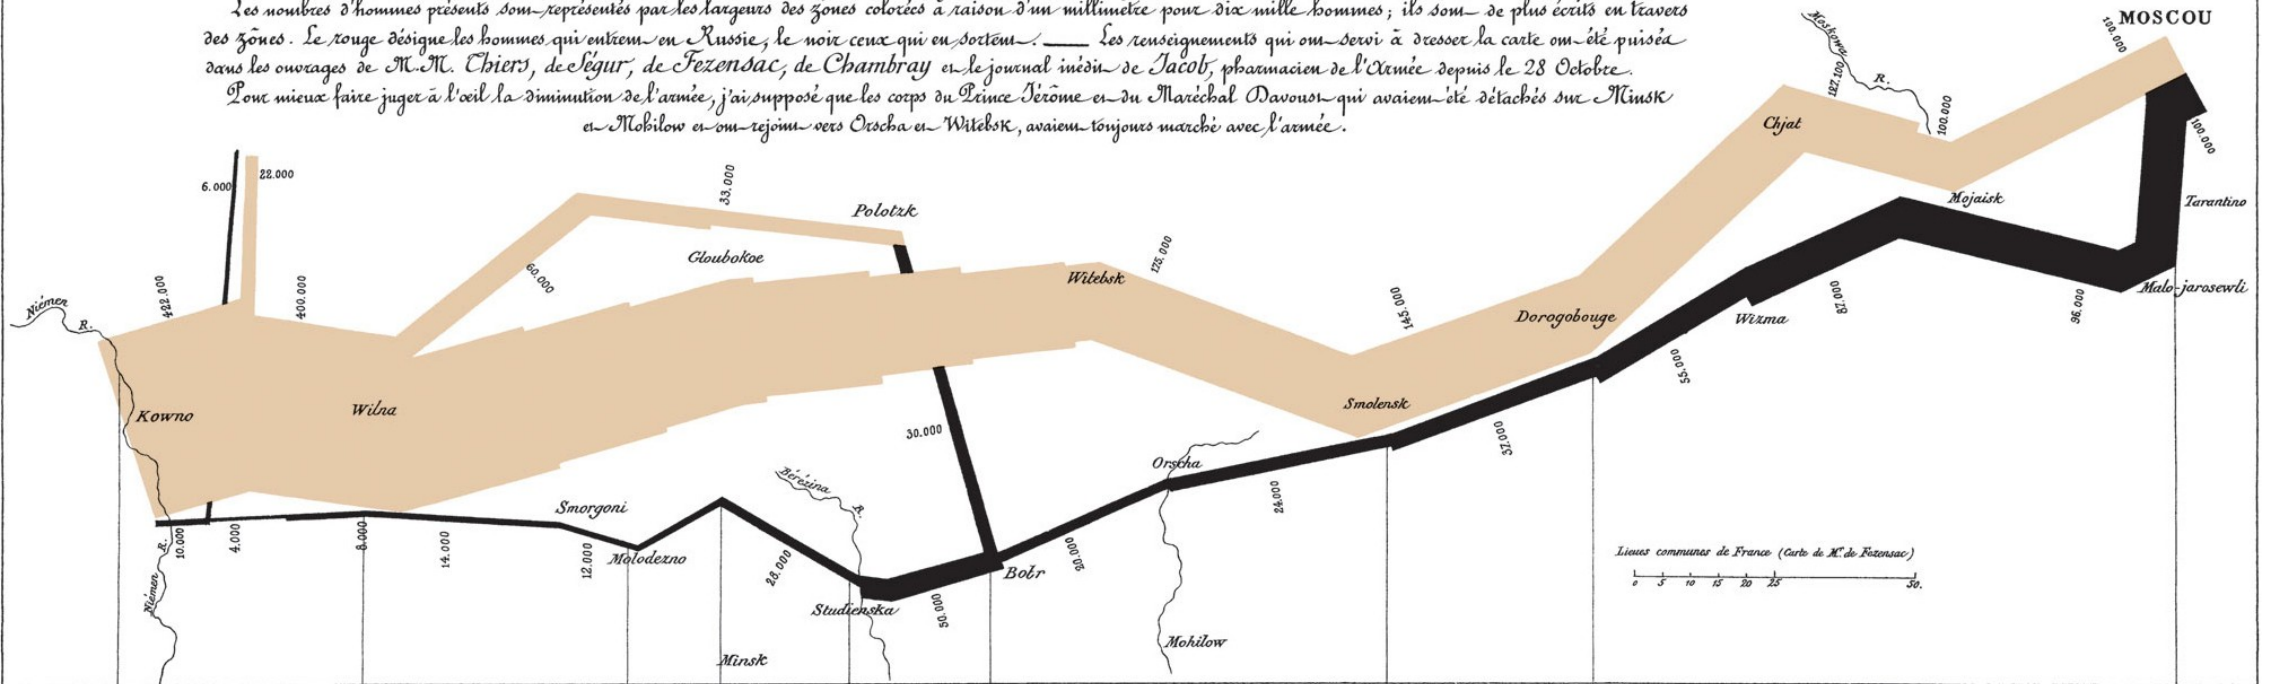 Les nombres d'hommes présents sont représentés par les largeurs des zones colorées à raison d'un millimètre pour dix mille hommes; ils sont de plus écrits en travers
des zônes. Le rouge désigne les hommes qui entrent en Russie, le noir ceux qui en sortent. — Les renseignements qui ont servi à dresser la carte ont été puisés
dans les ouvrages de M.M. Thiers, de Ségur, de Fezensac, de Chambray et le journal inédit de Jacob, pharmacien de l'Armée depuis le 28 Octobre.
Pour mieux faire juger à l'œil la diminution de l'armée, j'ai supposé que les corps du Prince Jérôme et du Maréchal Davoust qui avaient été détachés sur Minsk
et Mohilow et ont rejoint vers Orscha et Witebsk, avaient toujours marché avec l'armée.
MOSCOU
100.000
Moskowa
R.
127.100
100.000
Chjat
100.000
Mojaisk
Tarantino
6.000
22.000
33.000
Polotzk
Gloubokoe
60.000
175.000
Witebsk
Niémen
R.
422.000
400.000
145.000
Dorogobouge
Malo-jarosewli
96.000
87.000
Wizma
55.000
Kowno
Wilna
Smolensk
30.000
37.000
Orscha
24.000
Bérézina
R.
Smorgoni
Molodezno
10.000
4.000
8.000
14.000
12.000
28.000
20.000
Bobr
R.
Niémen
Studienska
50.000
Mohilow
Minsk
Lieues communes de France (Carte de M. de Fezensac)
0 5 10 15 20 25 50.